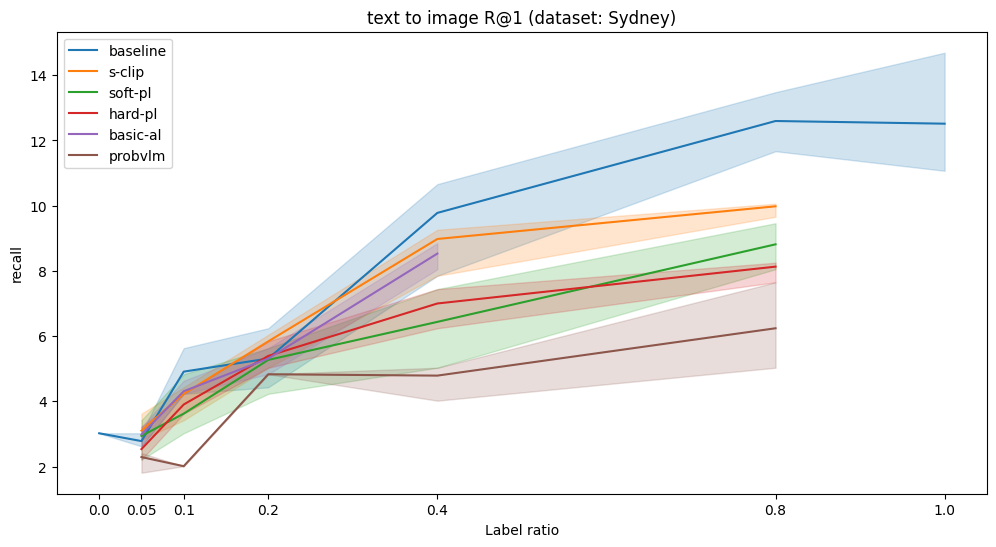 text to image R@1 (dataset: Sydney)
baseline
s-clip
soft-pl
hard-pl
basic-al
probvlm
14
12
10
8
6
4
2
recall
0.0 0.05 0.1 0.2 0.4 0.8 1.0
Label ratio